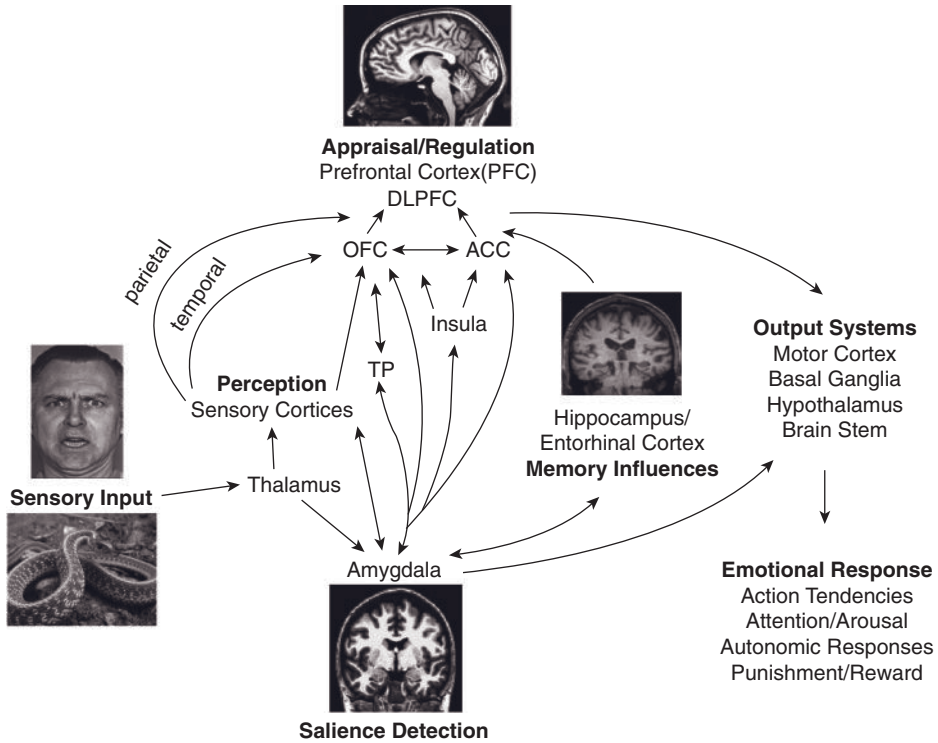 Appraisal/Regulation
Prefrontal Cortex(PFC)
DLPFC
OFC
ACC
parietal
temporal
Insula
TP
Perception
Sensory Cortices
Hippocampus/
Entorhinal Cortex
Memory Influences
Output Systems
Motor Cortex
Basal Ganglia
Hypothalamus
Brain Stem
Sensory Input
Thalamus
Amygdala
Salience Detection
Emotional Response
Action Tendencies
Attention/Arousal
Autonomic Responses
Punishment/Reward